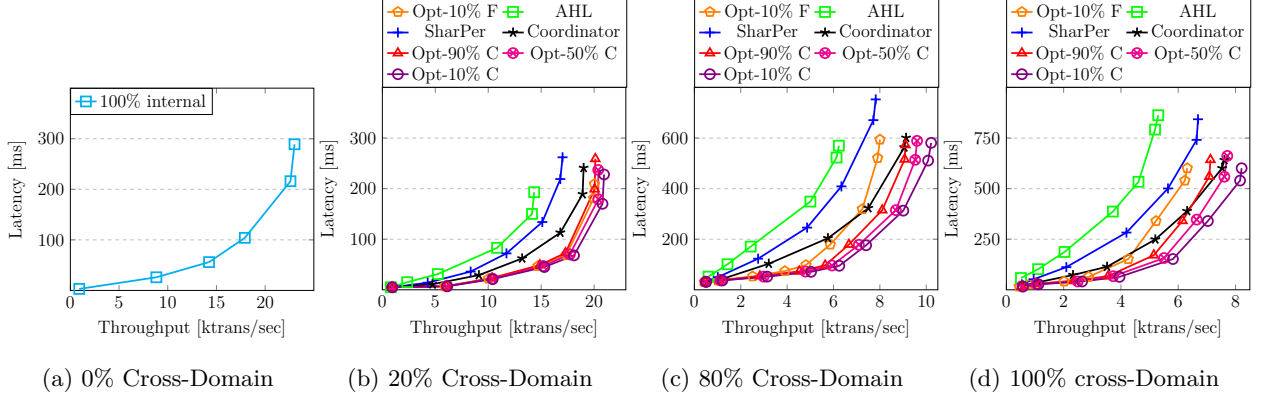 100% internal
100
200
300
0
5
10
15
20
Latency [ms]
Throughput [ktrans/sec]
(a) 0% Cross-Domain
Opt-10% F
AHL
SharPer
Coordinator
Opt-90% C
Opt-50% C
Opt-10% C
100
200
300
0
5
10
15
20
Latency [ms]
Throughput [ktrans/sec]
(b) 20% Cross-Domain
Opt-10% F
AHL
SharPer
Coordinator
Opt-90% C
Opt-50% C
Opt-10% C
200
400
600
0
2
4
6
8
10
Latency [ms]
Throughput [ktrans/sec]
(c) 80% Cross-Domain
Opt-10% F
AHL
SharPer
Coordinator
Opt-90% C
Opt-50% C
Opt-10% C
250
500
750
0
2
4
6
8
Latency [ms]
Throughput [ktrans/sec]
(d) 100% cross-Domain